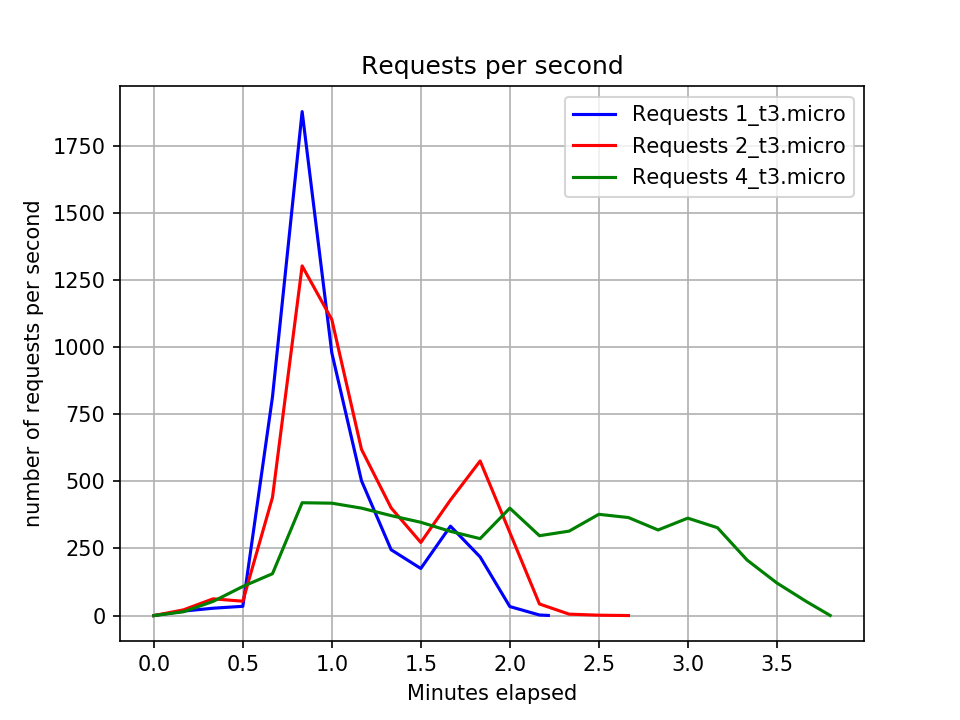 Requests per second
Requests 1_t3.micro
Requests 2_t3.micro
Requests 4_t3.micro
number of requests per second
1750
1500
1250
1000
750
500
250
0
0.0 0.5 1.0 1.5 2.0 2.5 3.0 3.5
Minutes elapsed